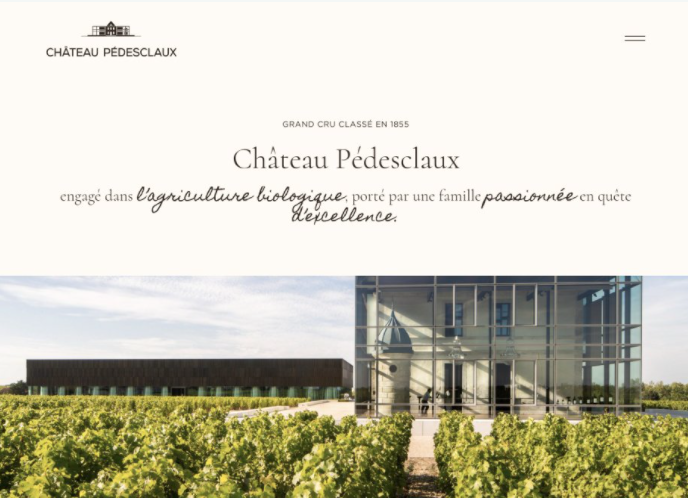 CHÂTEAU PÉDESCLAUX
GRAND CRU CLASSÉ EN 1855
Château Pédesclaux
engagé dans l'agriculture biologique, porté par une famille passionnée en quête
d'excellence.